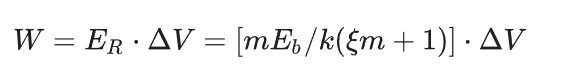 W = E_R · ΔV = [mE_b/k(ξm + 1)] · ΔV